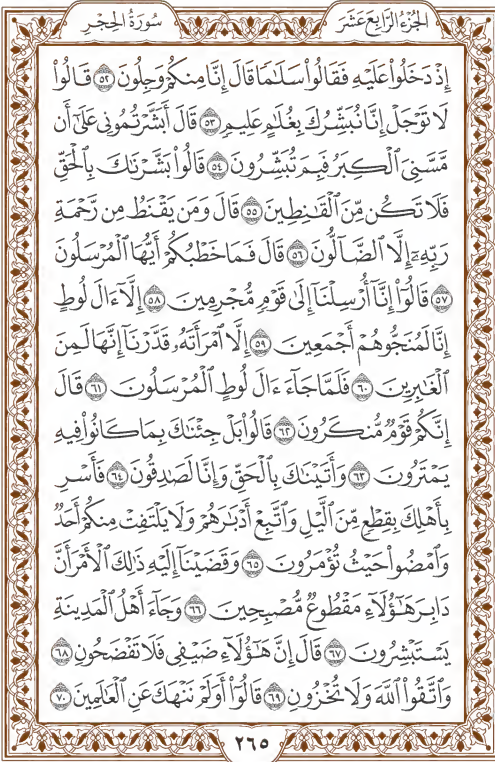 الجُزْءُ الرَّابِعَ عَشَرَ
سُورَةُ الحِجْرِ
إِذْ دَخَلُوا۟ عَلَيْهِ فَقَالُوا۟ سَلَٰمًا قَالَ إِنَّا مِنكُمْ وَجِلُونَ ٥٢ قَالُوا۟
لَا تَوْجَلْ إِنَّا نُبَشِّرُكَ بِغُلَٰمٍ عَلِيمٍ ٥٣ قَالَ أَبَشَّرْتُمُونِى عَلَىٰٓ أَن
مَّسَّنِىَ ٱلْكِبَرُ فَبِمَ تُبَشِّرُونَ ٥٤ قَالُوا۟ بَشَّرْنَٰكَ بِٱلْحَقِّ
فَلَا تَكُن مِّنَ ٱلْقَٰنِطِينَ ٥٥ قَالَ وَمَن يَقْنَطُ مِن رَّحْمَةِ
رَبِّهِۦٓ إِلَّا ٱلضَّآلُّونَ ٥٦ قَالَ فَمَا خَطْبُكُمْ أَيُّهَا ٱلْمُرْسَلُونَ
٥٧ قَالُوٓا۟ إِنَّآ أُرْسِلْنَآ إِلَىٰ قَوْمٍ مُّجْرِمِينَ ٥٨ إِلَّآ ءَالَ لُوطٍ
إِنَّا لَمُنَجُّوهُمْ أَجْمَعِينَ ٥٩ إِلَّا ٱمْرَأَتَهُۥ قَدَّرْنَآ إِنَّهَا لَمِنَ
ٱلْغَٰبِرِينَ ٦٠ فَلَمَّا جَآءَ ءَالَ لُوطٍ ٱلْمُرْسَلُونَ ٦١ قَالَ
إِنَّكُمْ قَوْمٌ مُّنكَرُونَ ٦٢ قَالُوا۟ بَلْ جِئْنَٰكَ بِمَا كَانُوا۟ فِيهِ
يَمْتَرُونَ ٦٣ وَأَتَيْنَٰكَ بِٱلْحَقِّ وَإِنَّا لَصَٰدِقُونَ ٦٤ فَأَسْرِ
بِأَهْلِكَ بِقِطْعٍ مِّنَ ٱلَّيْلِ وَٱتَّبِعْ أَدْبَٰرَهُمْ وَلَا يَلْتَفِتْ مِنكُمْ أَحَدٌ
وَٱمْضُوا۟ حَيْثُ تُؤْمَرُونَ ٦٥ وَقَضَيْنَآ إِلَيْهِ ذَٰلِكَ ٱلْأَمْرَ أَنَّ
دَابِرَ هَٰٓؤُلَآءِ مَقْطُوعٌ مُّصْبِحِينَ ٦٦ وَجَآءَ أَهْلُ ٱلْمَدِينَةِ
يَسْتَبْشِرُونَ ٦٧ قَالَ إِنَّ هَٰٓؤُلَآءِ ضَيْفِى فَلَا تَفْضَحُونِ ٦٨
وَٱتَّقُوا۟ ٱللَّهَ وَلَا تُخْزُونِ ٦٩ قَالُوٓا۟ أَوَلَمْ نَنْهَكَ عَنِ ٱلْعَٰلَمِينَ ٧٠
٢٦٥